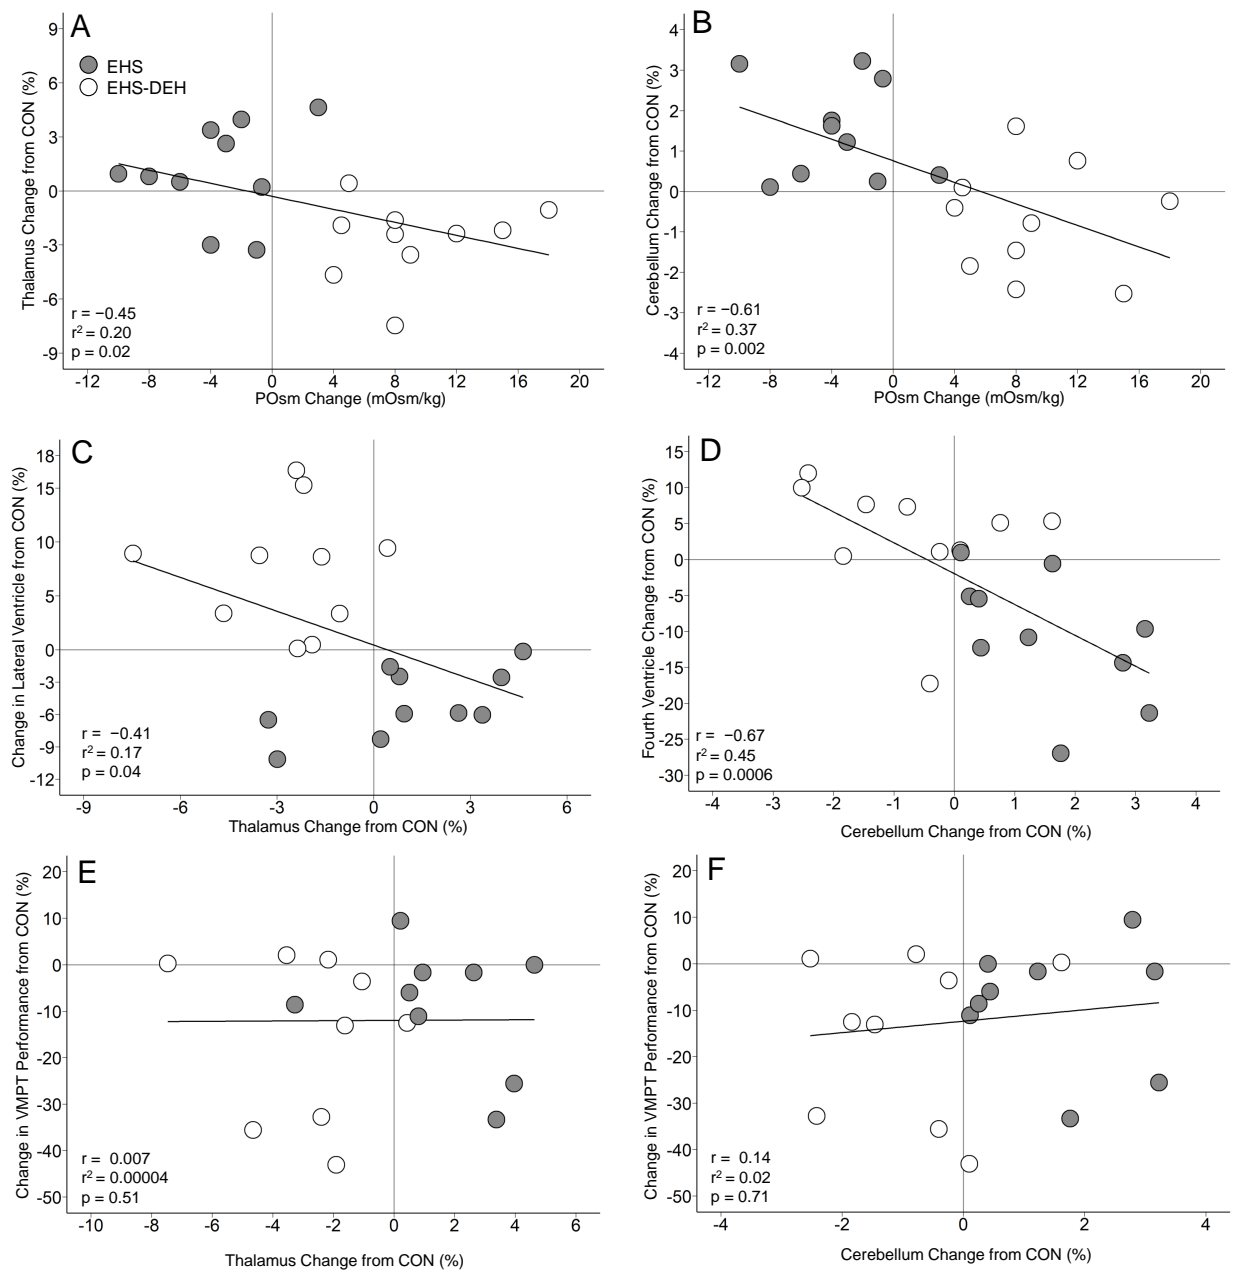 A
9
6
3
0
-3
-6
-9
Thalamus Change from CON (%)
EHS
EHS-DEH
r = −0.45
r² = 0.20
p = 0.02
-12 -8 -4 0 4 8 12 16 20
POsm Change (mOsm/kg)
B
4
3
2
1
0
-1
-2
-3
-4
Cerebellum Change from CON (%)
r = −0.61
r² = 0.37
p = 0.002
-12 -8 -4 0 4 8 12 16 20
POsm Change (mOsm/kg)
C
18
15
10
5
0
-3
-6
-9
-12
Change in Lateral Ventricle from CON (%)
r = −0.41
r² = 0.17
p = 0.04
-9 -6 -3 0 3 6
Thalamus Change from CON (%)
D
15
10
5
0
-5
-10
-15
-20
-25
-30
Fourth Ventricle Change from CON (%)
r = −0.67
r² = 0.45
p = 0.0006
-4 -3 -2 -1 0 1 2 3 4
Cerebellum Change from CON (%)
E
20
10
0
-10
-20
-30
-40
-50
Change in VMPT Performance from CON (%)
r = 0.007
r² = 0.00004
p = 0.51
-10 -8 -6 -4 -2 0 2 4 6
Thalamus Change from CON (%)
F
20
10
0
-10
-20
-30
-40
-50
Change in VMPT Performance from CON (%)
r = 0.14
r² = 0.02
p = 0.71
-4 -2 0 2 4
Cerebellum Change from CON (%)